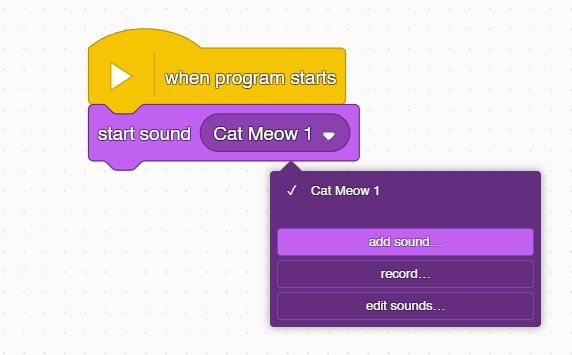 when program starts
start sound Cat Meow 1
Cat Meow 1
add sound...
record...
edit sounds...